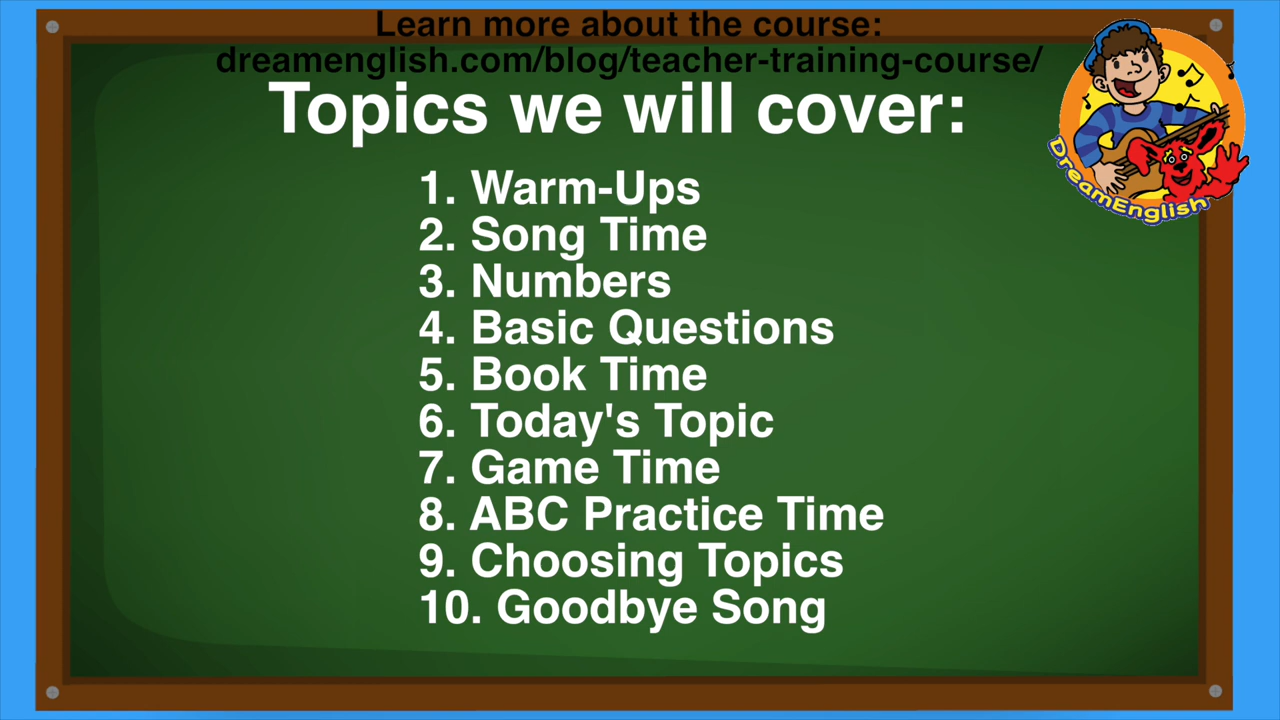 Learn more about the course:
dreamenglish.com/blog/teacher-training-course/
Topics we will cover:
1. Warm-Ups
2. Song Time
3. Numbers
4. Basic Questions
5. Book Time
6. Today's Topic
7. Game Time
8. ABC Practice Time
9. Choosing Topics
10. Goodbye Song
DreamEnglish